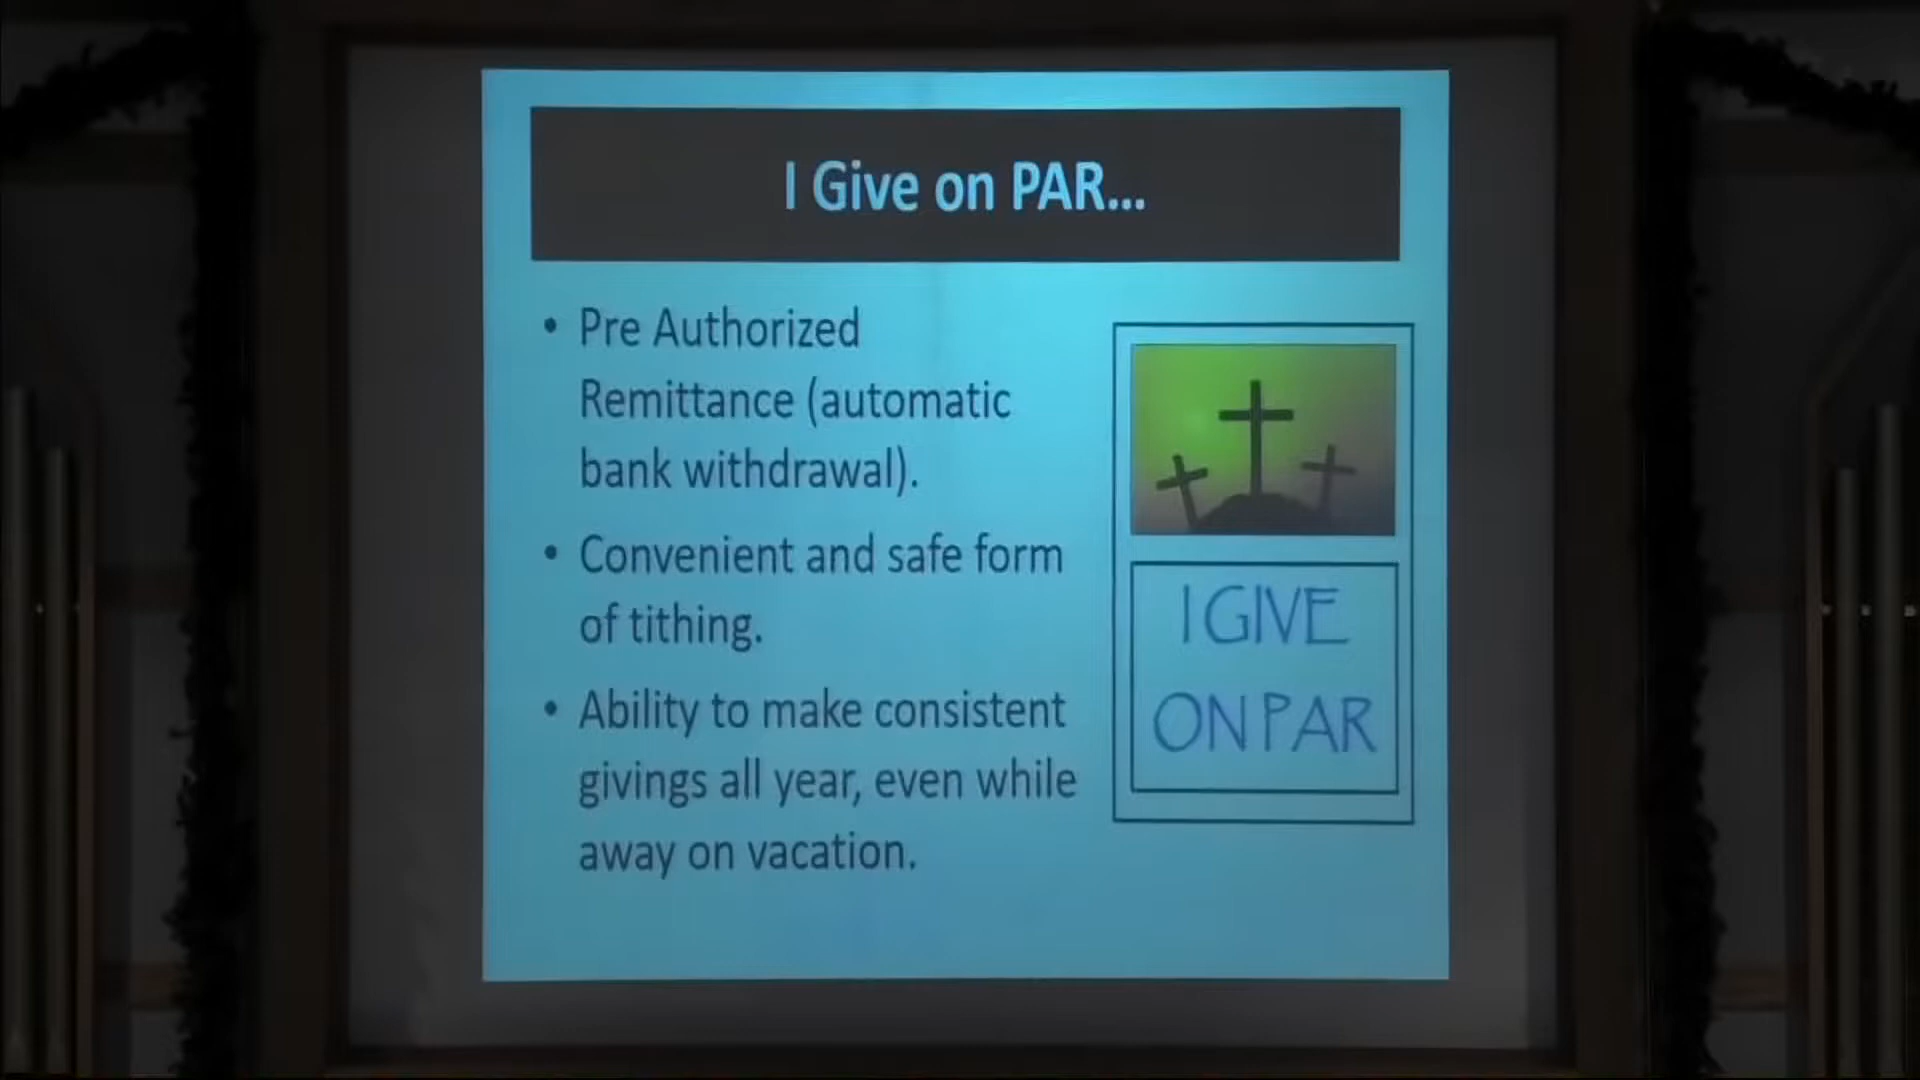 I Give on PAR...
• Pre Authorized
Remittance (automatic
bank withdrawal).
• Convenient and safe form
of tithing.
• Ability to make consistent
givings all year, even while
away on vacation.
I GIVE
ON PAR